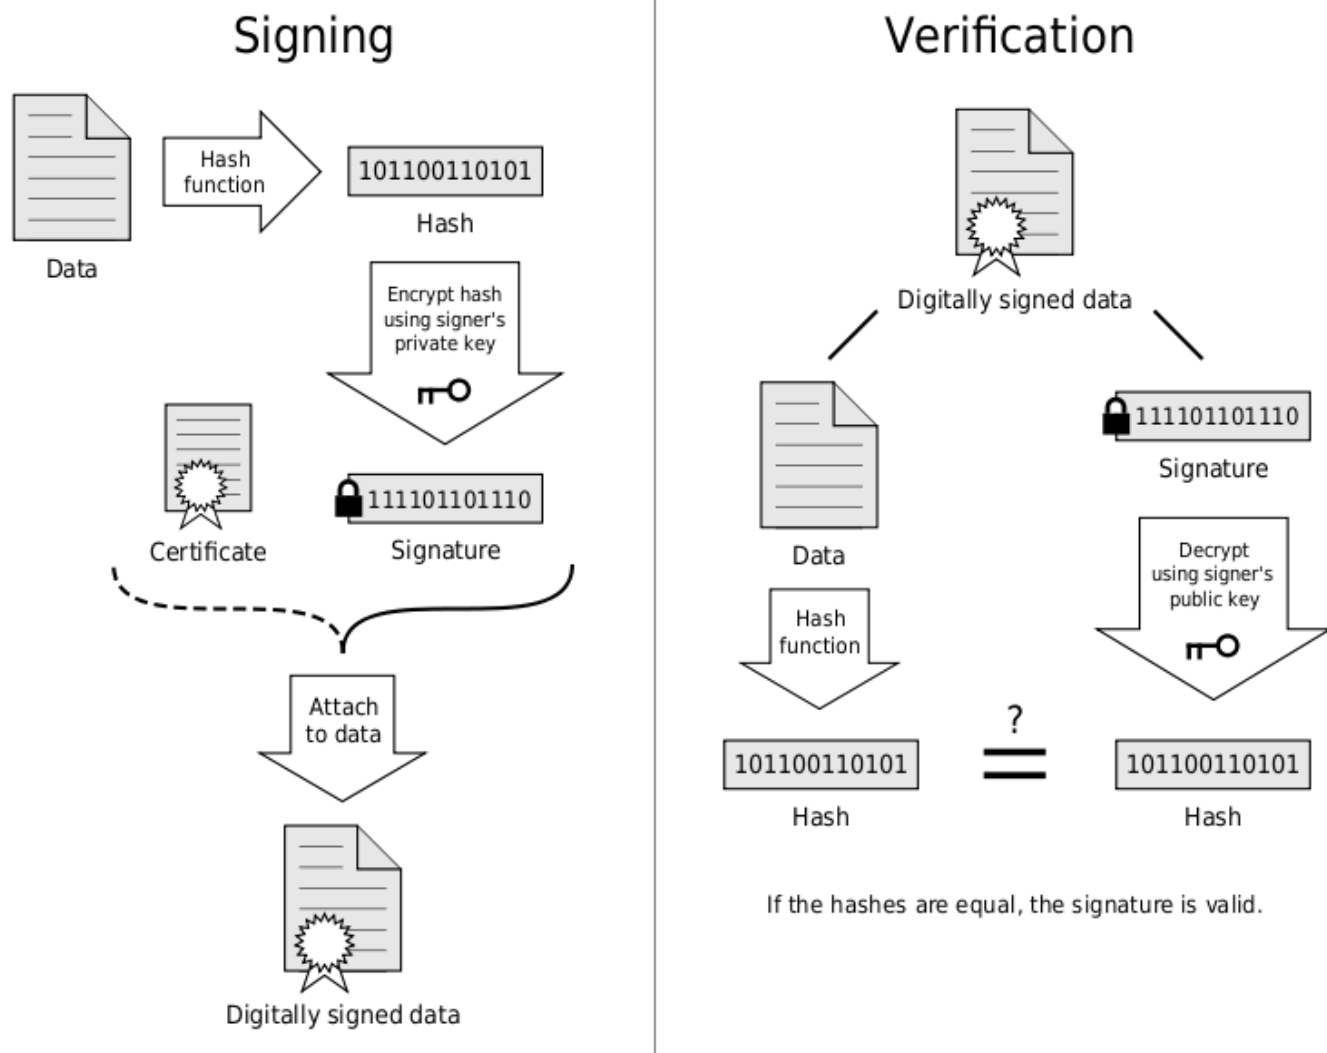 Signing
Hash
function
101100110101
Hash
Data
Encrypt hash
using signer's
private key
111101101110
Certificate
Signature
Attach
to data
Digitally signed data
Verification
Digitally signed data
111101101110
Signature
Data
Decrypt
using signer's
public key
Hash
function
?
101100110101
101100110101
Hash
Hash
If the hashes are equal, the signature is valid.